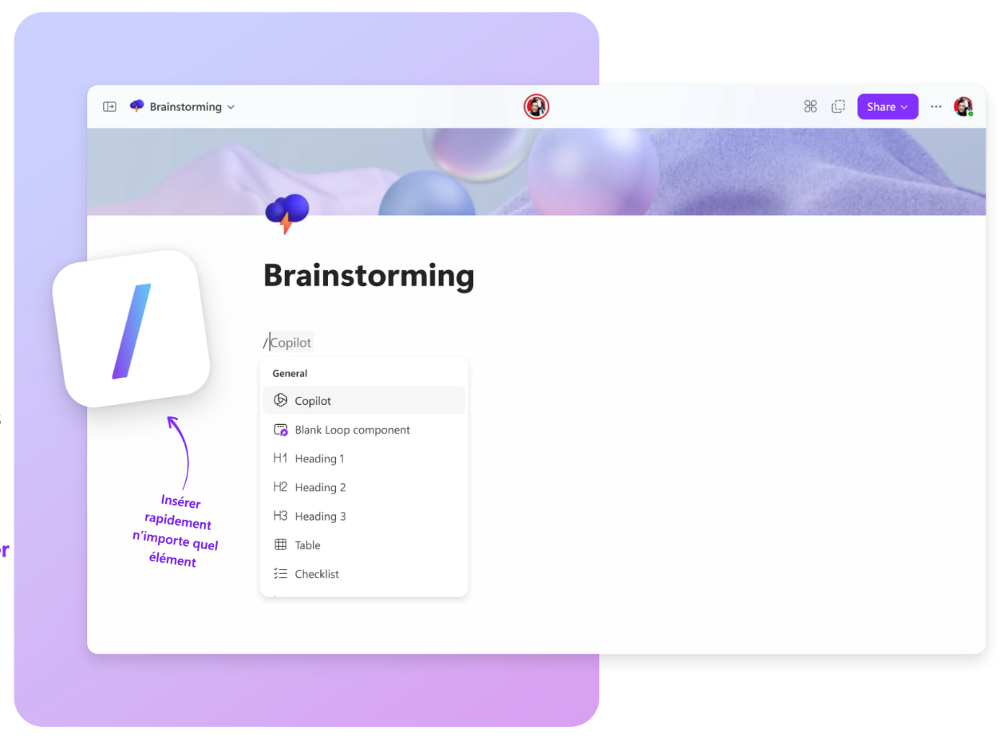 Brainstorming
Share
Brainstorming
/Copilot
General
Copilot
Blank Loop component
H1 Heading 1
H2 Heading 2
H3 Heading 3
Table
Checklist
/
Insérer
rapidement
n'importe quel
élément